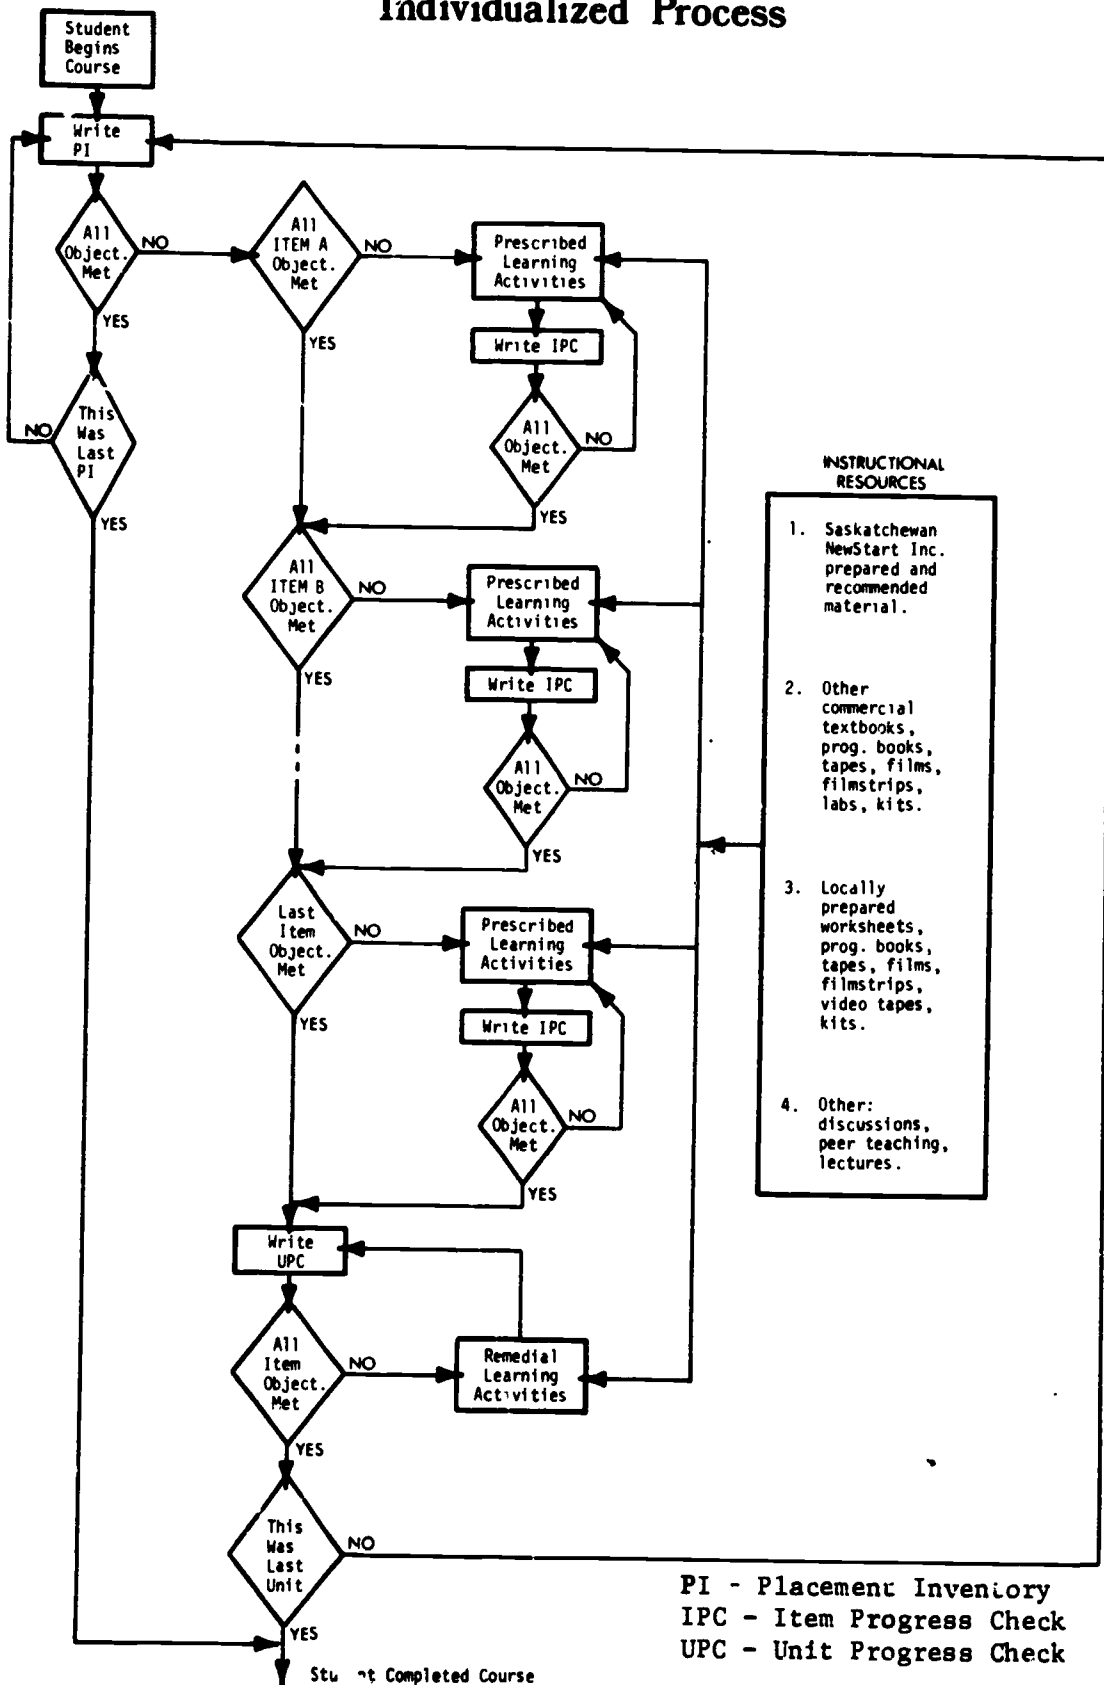 Individualized Process
Student
Begins
Course
Write
PI
All
Object.
Met
NO
YES
This
Was
Last
PI
NO
YES
All
ITEM A
Object.
Met
NO
YES
Prescribed
Learning
Activities
Write IPC
All
Object.
Met
NO
YES
All
ITEM B
Object.
Met
NO
YES
Prescribed
Learning
Activities
Write IPC
All
Object.
Met
NO
YES
Last
Item
Object.
Met
NO
YES
Prescribed
Learning
Activities
Write IPC
All
Object.
Met
NO
YES
Write
UPC
All
Item
Object.
Met
NO
YES
Remedial
Learning
Activities
This
Was
Last
Unit
NO
YES
Student Completed Course
INSTRUCTIONAL
RESOURCES
1. Saskatchewan
NewStart Inc.
prepared and
recommended
material.
2. Other
commercial
textbooks,
prog. books,
tapes, films,
filmstrips,
labs, kits.
3. Locally
prepared
worksheets,
prog. books,
tapes, films,
filmstrips,
video tapes,
kits.
4. Other:
discussions,
peer teaching,
lectures.
PI - Placement Inventory
IPC - Item Progress Check
UPC - Unit Progress Check